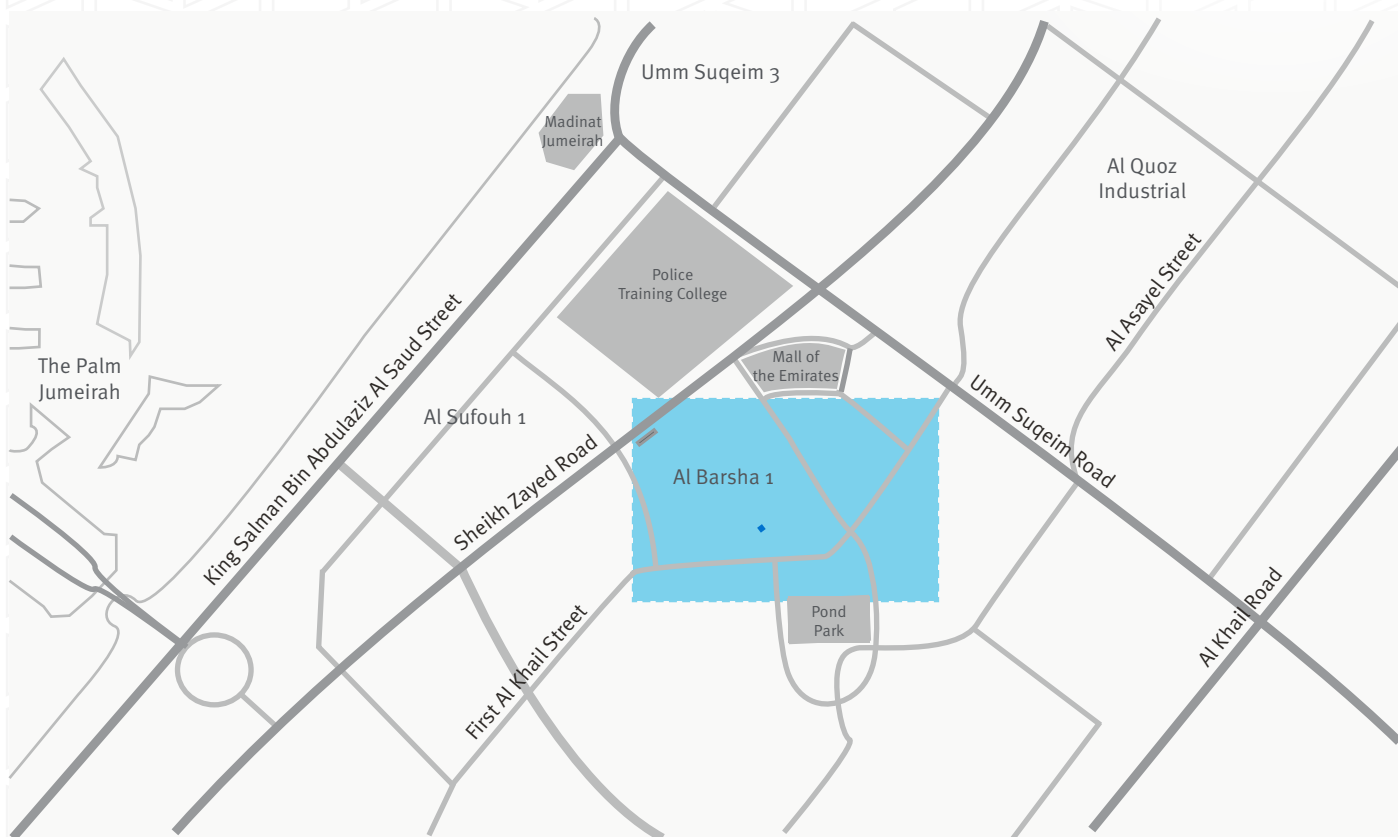 Umm Suqeim 3
Madinat
Jumeirah
Al Quoz
Industrial
Police
Training College
Al Asayel Street
King Salman Bin Abdulaziz Al Saud Street
The Palm
Jumeirah
Mall of
the Emirates
Al Sufouh 1
Umm Suqeim Road
Sheikh Zayed Road
Al Barsha 1
Pond
Park
First Al Khail Street
Al Khail Road